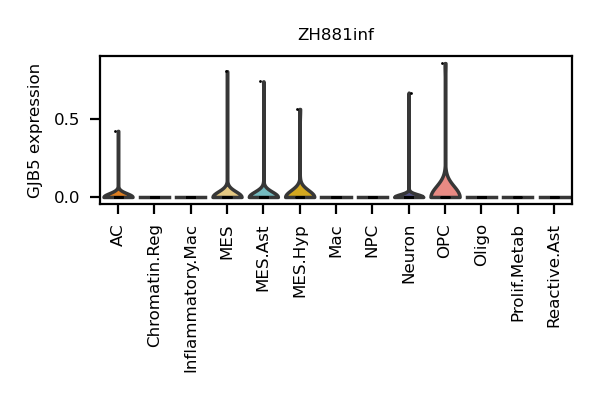 ZH881inf
GJB5 expression
0.5
0.0
AC
Chromatin.Reg
Inflammatory.Mac
MES
MES.Ast
MES.Hyp
Mac
NPC
Neuron
OPC
Oligo
Prolif.Metab
Reactive.Ast